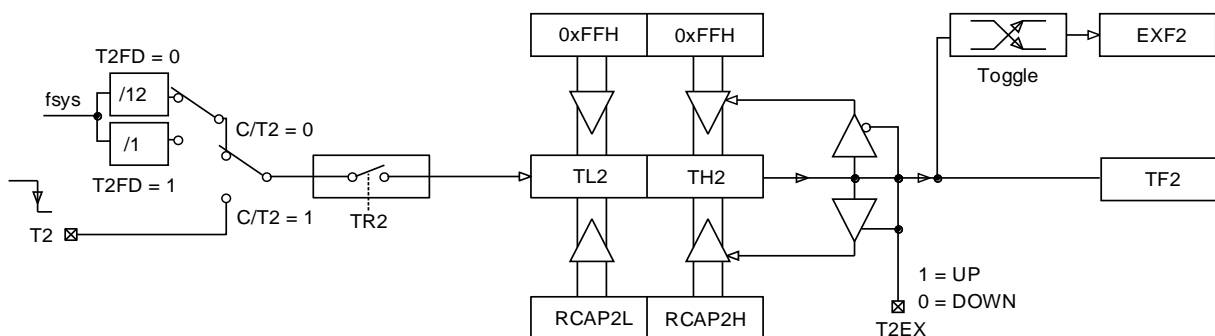 0xFFH 0xFFH EXF2
T2FD = 0
Toggle
/12
fsys
C/T2 = 0
/1
TL2 TH2 TF2
T2FD = 1
C/T2 = 1
TR2
T2
1 = UP
0 = DOWN
RCAP2L RCAP2H
T2EX